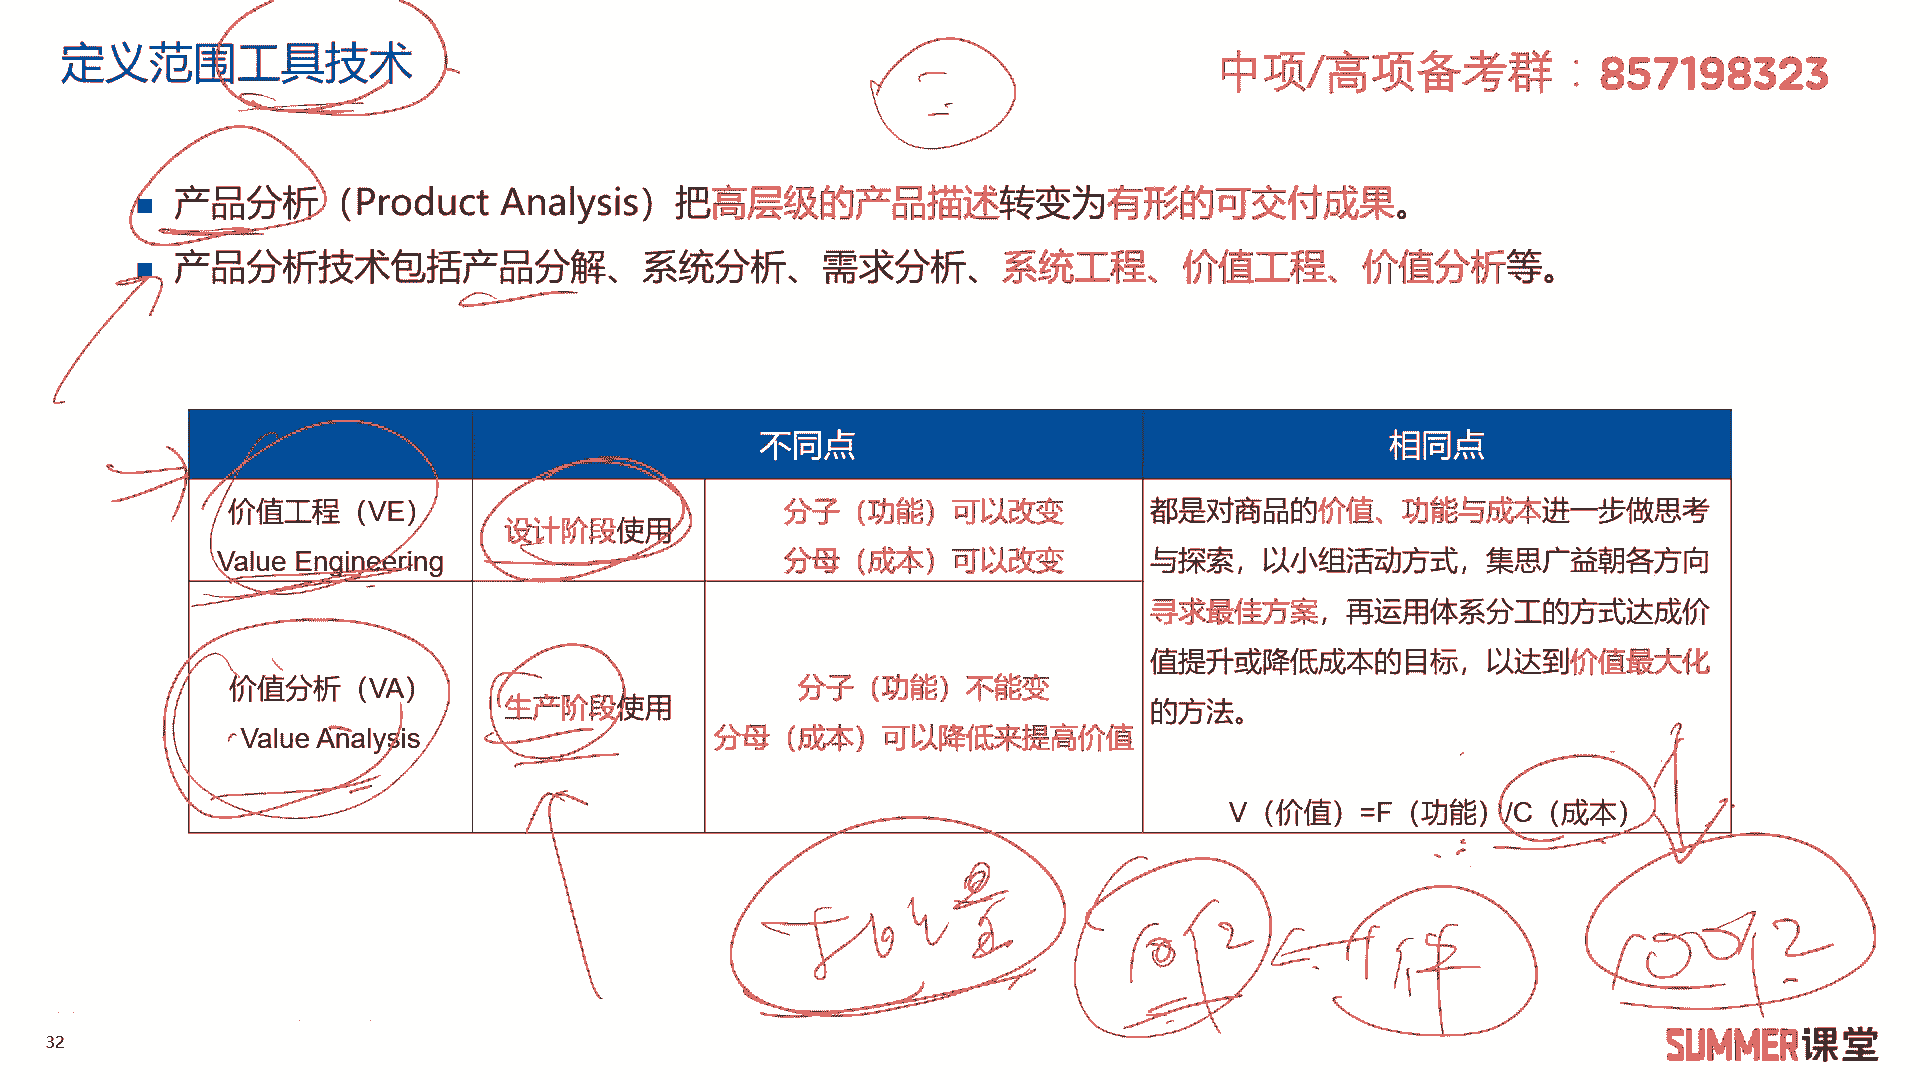 定义范围工具技术
中项/高项备考群：857198323
产品分析（Product Analysis）把高层级的产品描述转变为有形的可交付成果。
产品分析技术包括产品分解、系统分析、需求分析、系统工程、价值工程、价值分析等。
不同点
相同点
价值工程（VE）
Value Engineering
设计阶段使用
分子（功能）可以改变
分母（成本）可以改变
价值分析（VA）
Value Analysis
生产阶段使用
分子（功能）不能变
分母（成本）可以降低来提高价值
都是对商品的价值、功能与成本进一步做思考
与探索，以小组活动方式，集思广益朝各方向
寻求最佳方案，再运用体系分工的方式达成价
值提升或降低成本的目标，以达到价值最大化
的方法。
V（价值）=F（功能）/C（成本）
32
SUMMER课堂